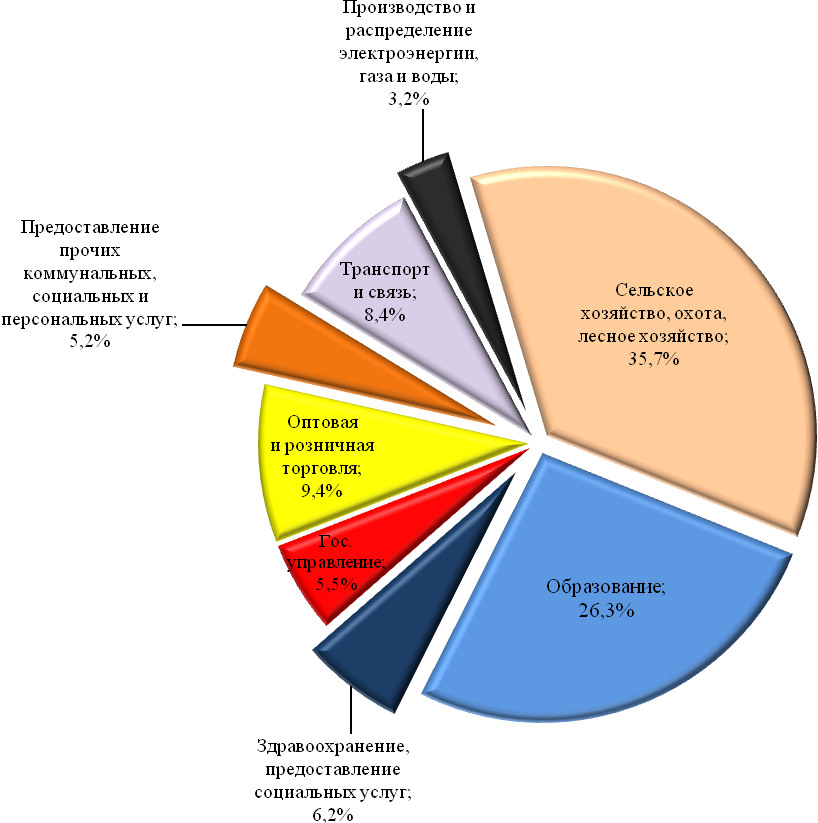 Производство и
распределение
электроэнергии,
газа и воды;
3,2%
Сельское
хозяйство, охота,
лесное хозяйство;
35,7%
Образование;
26,3%
Здравоохранение,
предоставление
социальных услуг;
6,2%
Гос.
управление;
5,5%
Оптовая
и розничная
торговля;
9,4%
Предоставление
прочих
коммунальных,
социальных и
персональных услуг;
5,2%
Транспорт
и связь;
8,4%